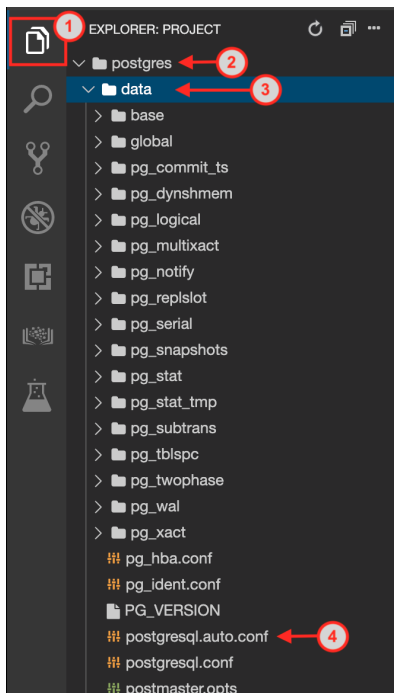 1 EXPLORER: PROJECT
postgres 2
data 3
base
global
pg_commit_ts
pg_dynshmem
pg_logical
pg_multixact
pg_notify
pg_replslot
pg_serial
pg_snapshots
pg_stat
pg_stat_tmp
pg_subtrans
pg_tblspc
pg_twophase
pg_wal
pg_xact
pg_hba.conf
pg_ident.conf
PG_VERSION
postgresql.auto.conf 4
postgresql.conf
postmaster.opts